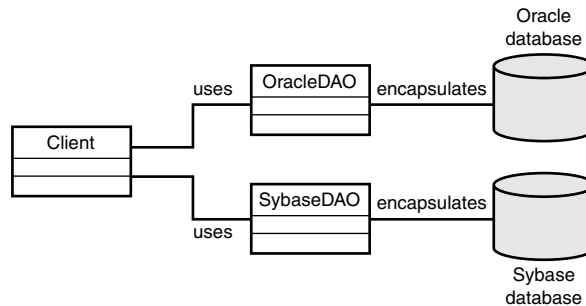 Oracle
database
uses
OracleDAO
encapsulates
Client
SybaseDAO
encapsulates
uses
Sybase
database